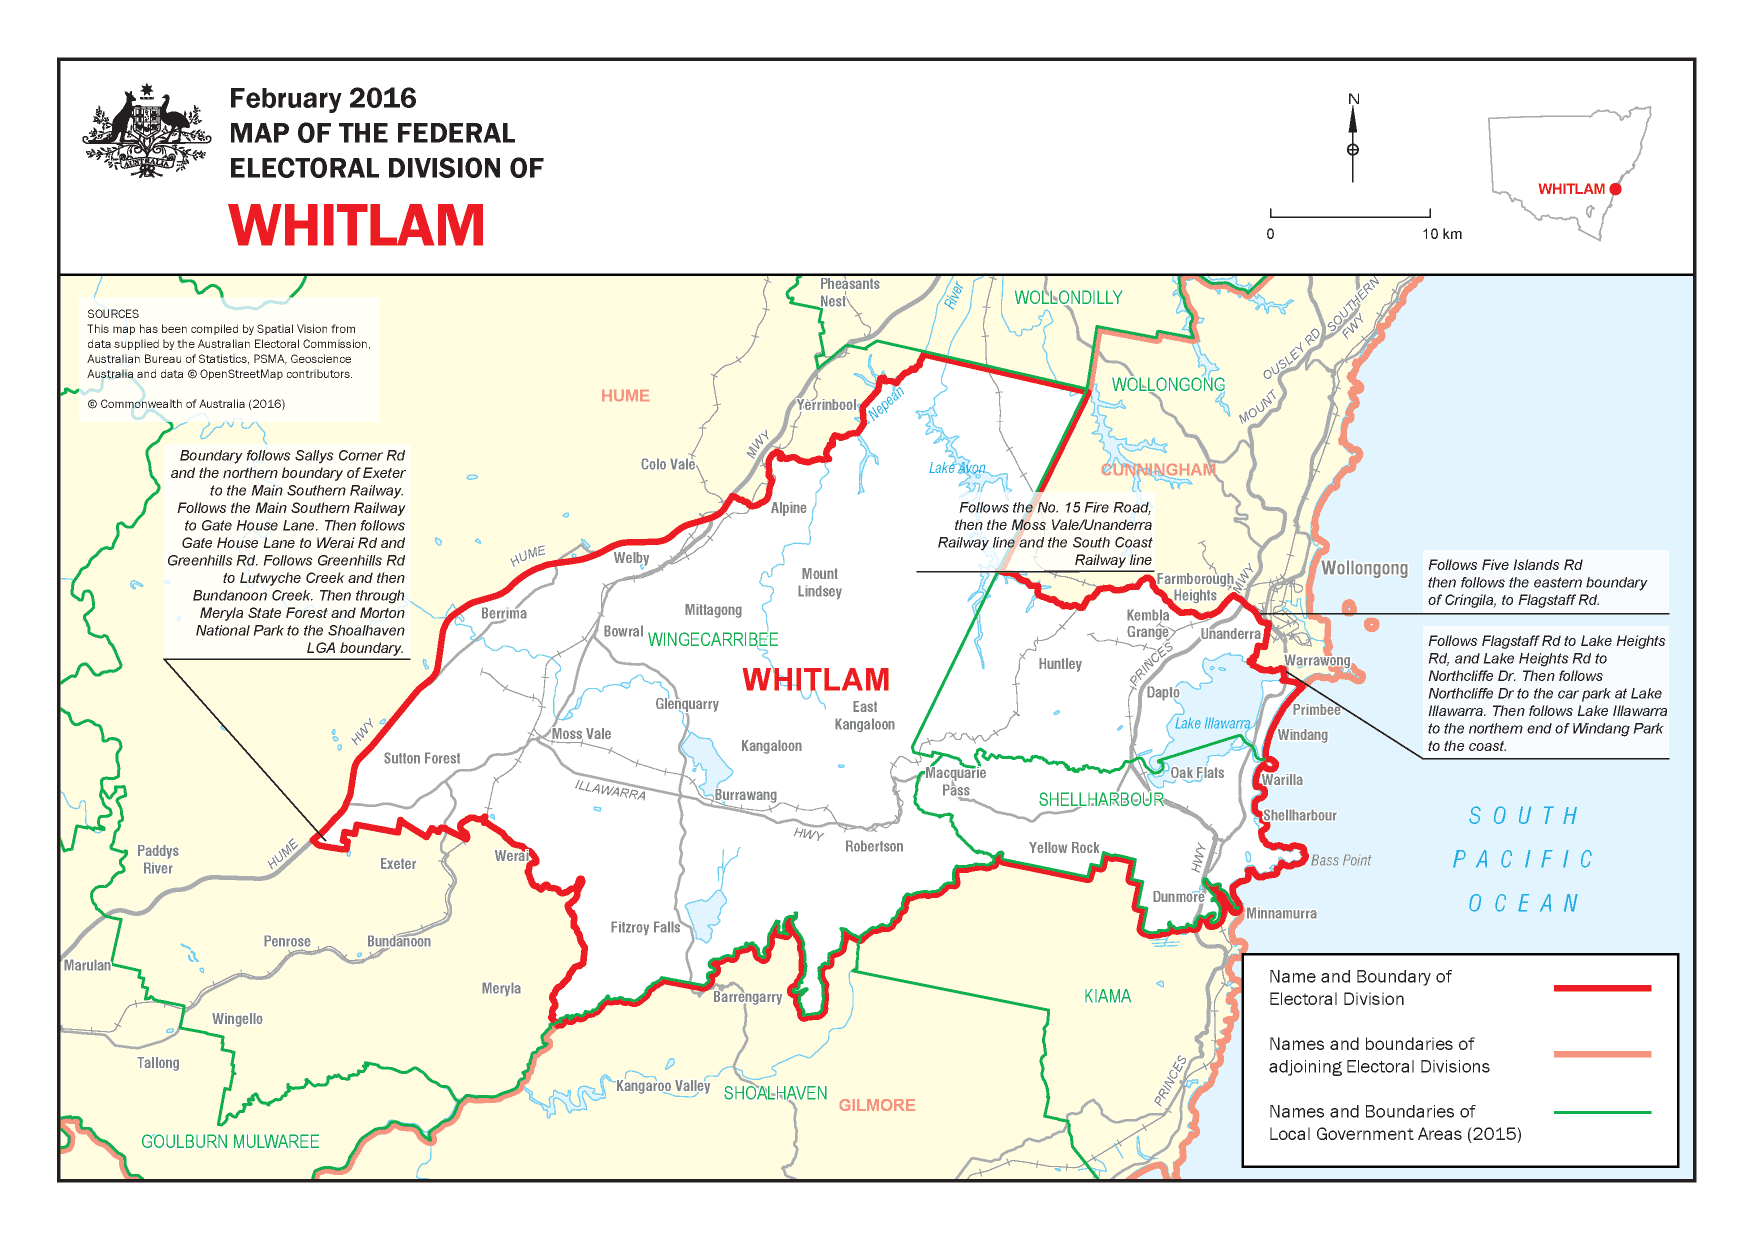 February 2016
MAP OF THE FEDERAL
ELECTORAL DIVISION OF
WHITLAM
AUSTRALIA
N
0
10 km
WHITLAM
SOURCES
This map has been compiled by Spatial Vision from
data supplied by the Australian Electoral Commission,
Australian Bureau of Statistics, PSMA, Geoscience
Australia and data © OpenStreetMap contributors.
© Commonwealth of Australia (2016)
Boundary follows Sallys Corner Rd
and the northern boundary of Exeter
to the Main Southern Railway.
Follows the Main Southern Railway
to Gate House Lane. Then follows
Gate House Lane to Werai Rd and
Greenhills Rd. Follows Greenhills Rd
to Lutwyche Creek and then
Bundanoon Creek. Then through
Meryla State Forest and Morton
National Park to the Shoalhaven
LGA boundary.
Follows the No. 15 Fire Road,
then the Moss Vale/Unanderra
Railway line and the South Coast
Railway line
Follows Five Islands Rd
then follows the eastern boundary
of Cringila, to Flagstaff Rd.
Follows Flagstaff Rd to Lake Heights
Rd, and Lake Heights Rd to
Northcliffe Dr. Then follows
Northcliffe Dr to the car park at Lake
Illawarra. Then follows Lake Illawarra
to the northern end of Windang Park
to the coast.
Pheasants
Nest
River
WOLLONDILLY
SOUTHERN
FWY
OUSLEY RD
MOUNT
HUME
WOLLONGONG
Yerrinbool
Nepean
MWY
Colo Vale
Lake Avon
CUNNINGHAM
Alpine
HUME
Welby
Mount
Lindsey
Farmborough
Heights
MWY
Wollongong
Berrima
Mittagong
Bowral
WINGECARRIBEE
Kembla
Grange
Unanderra
WHITLAM
Huntley
PRINCES
Warrawong
Dapto
Glenquarry
East
Kangaloon
Lake Illawarra
Primbee
HWY
Moss Vale
Kangaloon
Windang
Sutton Forest
Macquarie
Pass
Oak Flats
Warilla
ILLAWARRA
Burrawang
SHELLHARBOUR
Shellharbour
HWY
Robertson
Yellow Rock
HWY
Bass Point
SOUTH
PACIFIC
OCEAN
Paddys
River
HUME
Exeter
Werai
Dunmore
Minnamurra
Fitzroy Falls
Penrose
Bundanoon
Marulan
Meryla
Barrengarry
KIAMA
Wingello
Tallong
Kangaroo Valley
SHOALHAVEN
GILMORE
PRINCES
GOULBURN MULWAREE
Name and Boundary of
Electoral Division
Names and boundaries of
adjoining Electoral Divisions
Names and Boundaries of
Local Government Areas (2015)